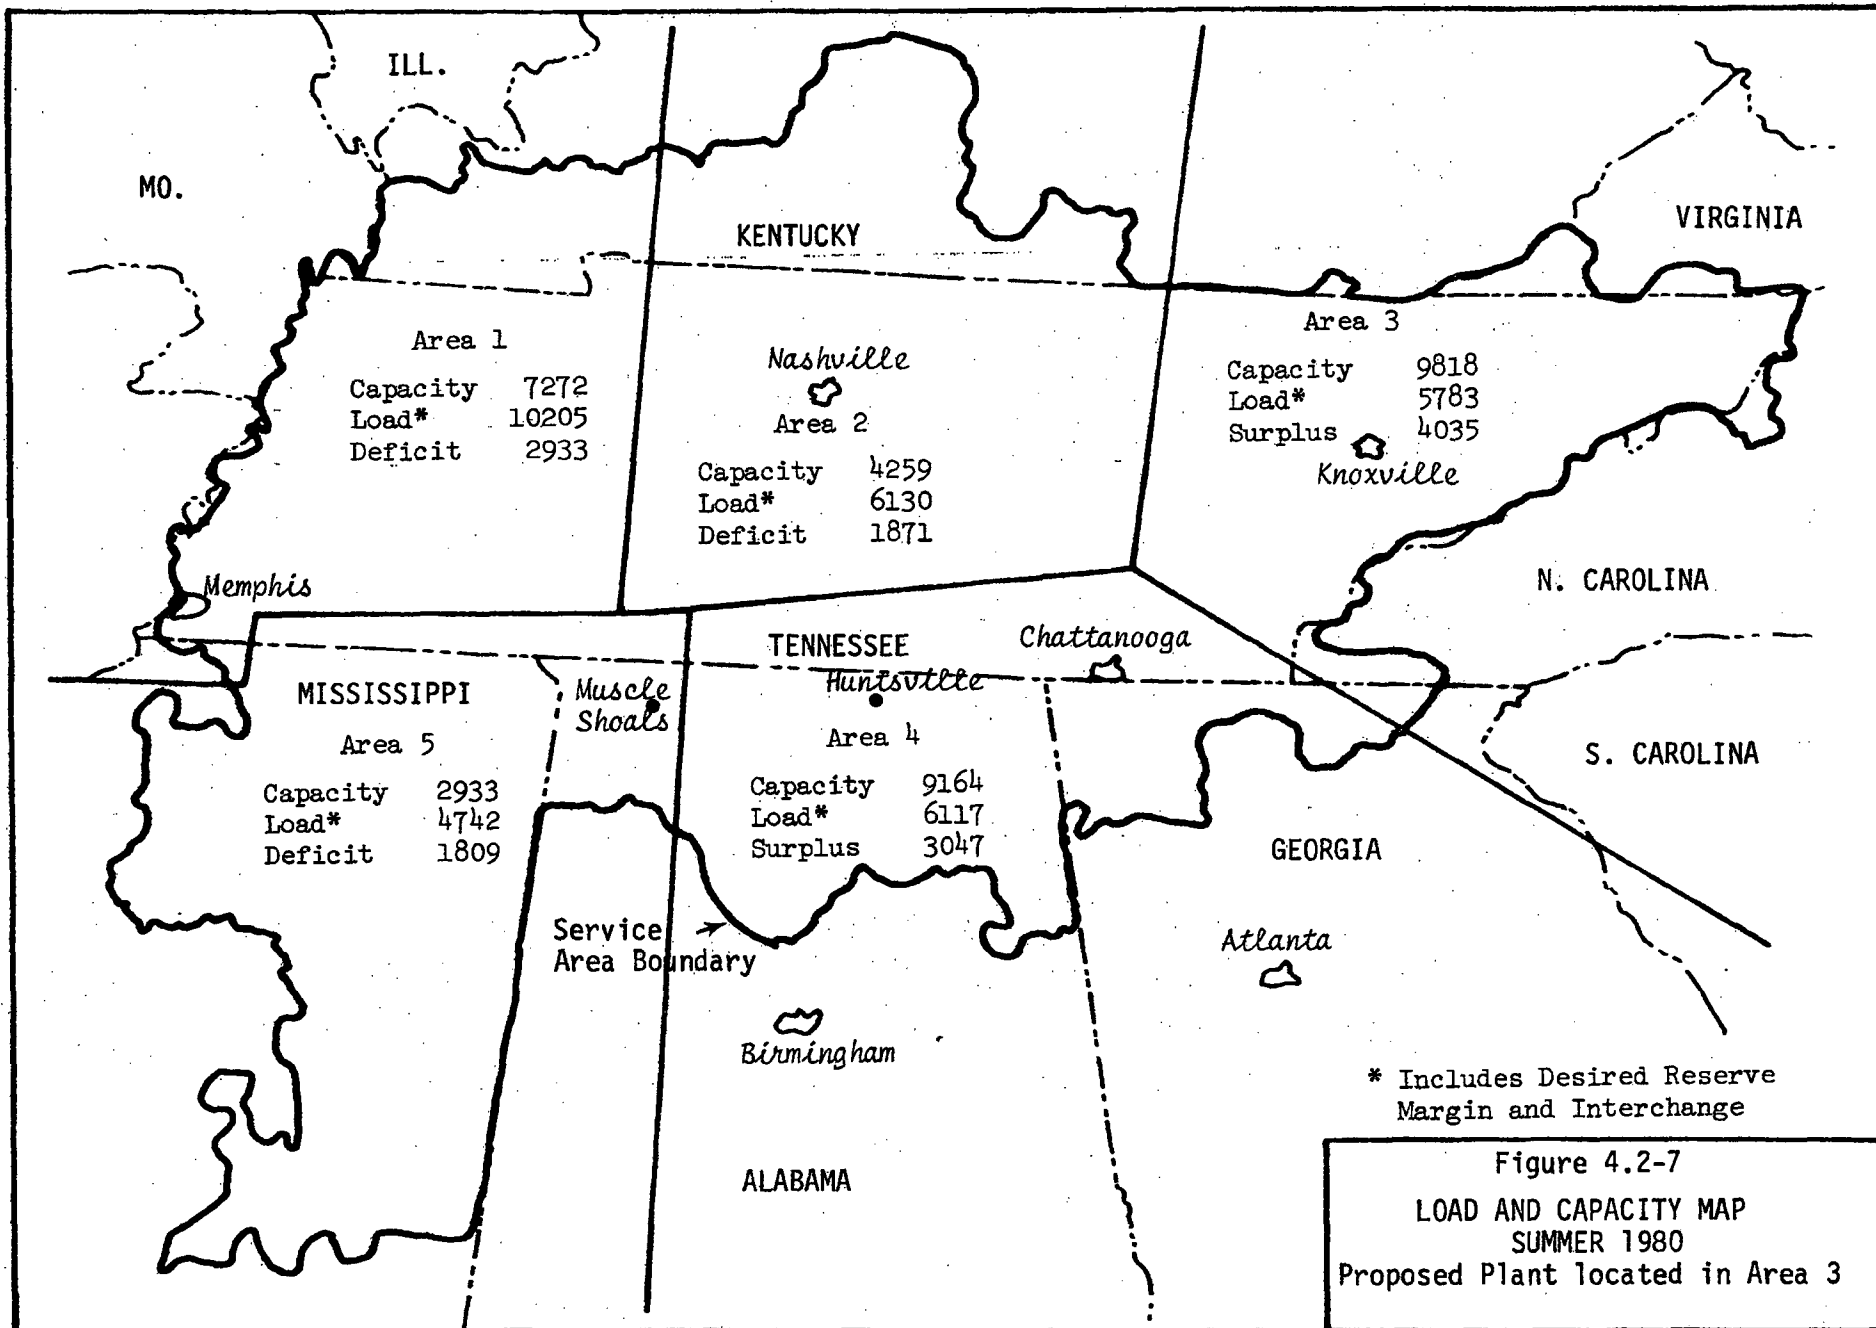 ILL.
MO.
KENTUCKY
VIRGINIA
Area 1
Capacity 7272
Load* 10205
Deficit 2933
Nashville
Area 2
Capacity 4259
Load* 6130
Deficit 1871
Area 3
Capacity 9818
Load* 5783
Surplus 4035
Knoxville
Memphis
N. CAROLINA
TENNESSEE
Chattanooga
MISSISSIPPI
Muscle
Shoals
Huntsville
Area 5
Capacity 2933
Load* 4742
Deficit 1809
Area 4
Capacity 9164
Load* 6117
Surplus 3047
S. CAROLINA
GEORGIA
Service
Area Boundary
Atlanta
Birmingham
ALABAMA
* Includes Desired Reserve
Margin and Interchange
Figure 4.2-7
LOAD AND CAPACITY MAP
SUMMER 1980
Proposed Plant located in Area 3